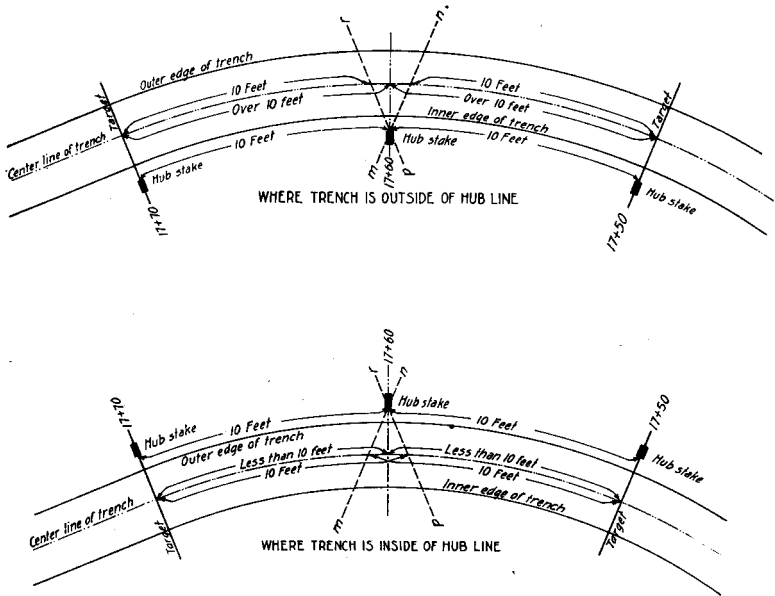 r
n
Outer edge of trench
10 Feet
10 Feet
Target
Over 10 feet
Over 10 feet
Target
Inner edge of trench
Center line of trench
10 Feet
Hub stake
10 Feet
Hub stake
m
17+60
p
Hub stake
17+70
17+50
WHERE TRENCH IS OUTSIDE OF HUB LINE
17+60
r
n
17+70
Hub stake
17+50
Hub stake
10 Feet
10 Feet
Hub stake
Outer edge of trench
Less than 10 feet
Less than 10 feet
10 Feet
10 Feet
Inner edge of trench
Center line of trench
Target
m
p
Target
WHERE TRENCH IS INSIDE OF HUB LINE